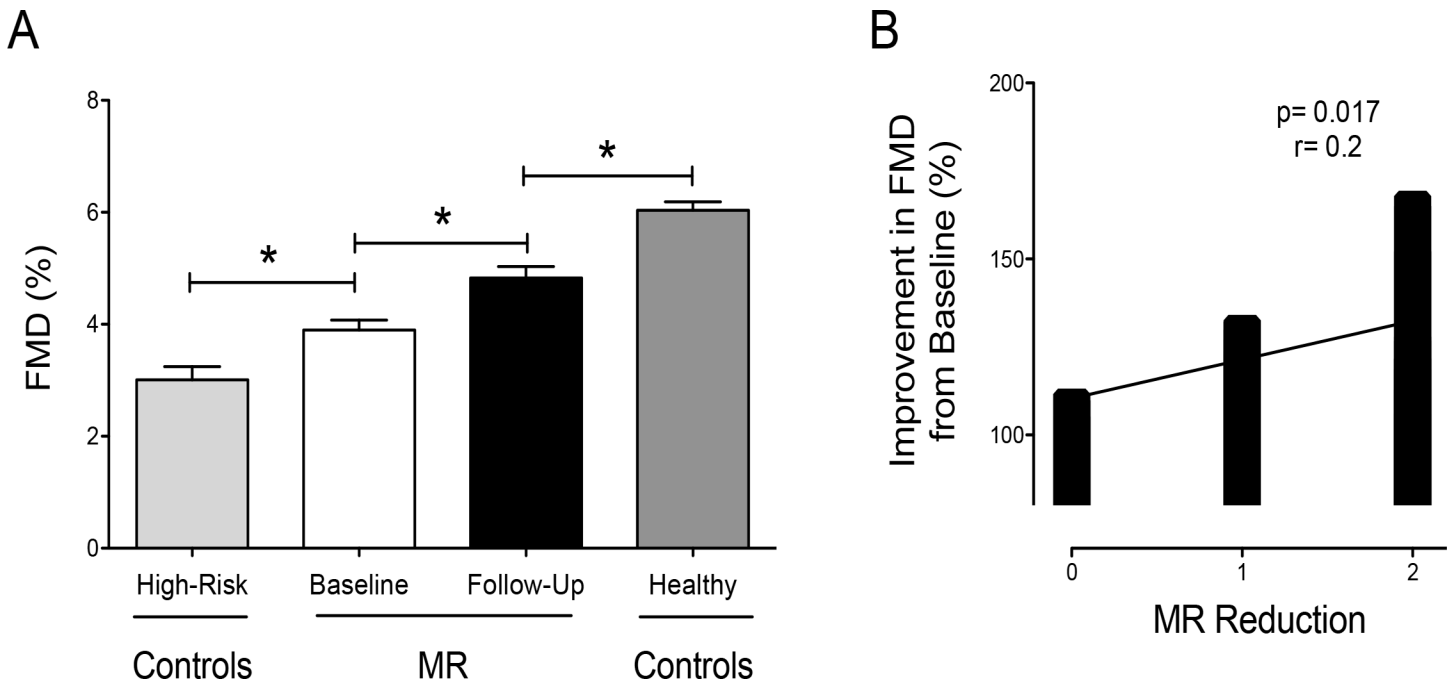 A
8
6
4
2
0
FMD (%)
*
*
*
High-Risk
Baseline
Follow-Up
Healthy
Controls
MR
Controls
B
200
150
100
Improvement in FMD
from Baseline (%)
p= 0.017
r= 0.2
0
1
2
MR Reduction